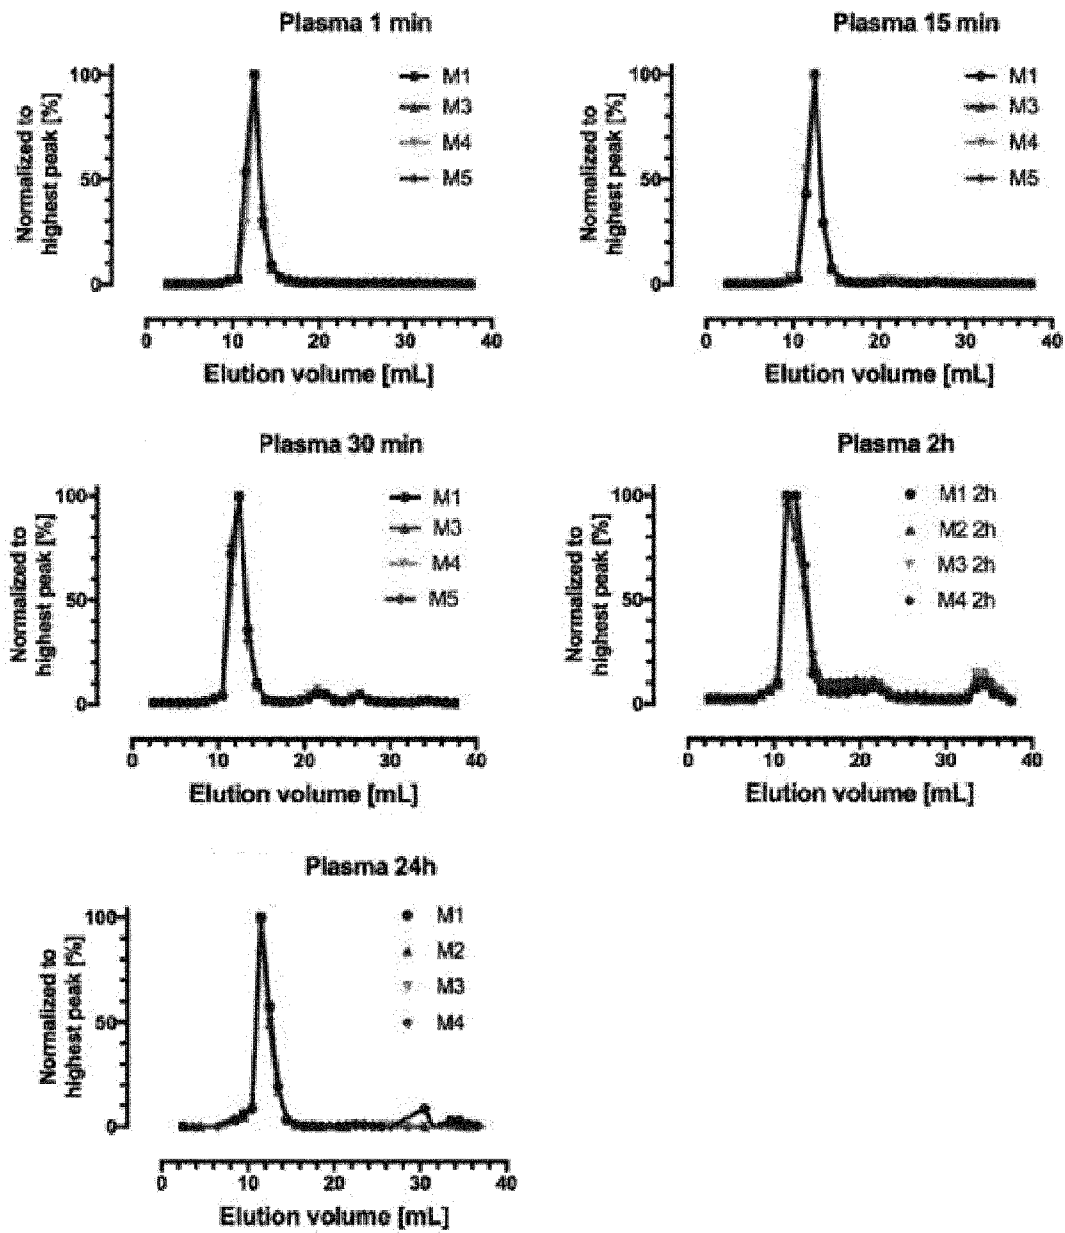 Plasma 1 min
Normalized to
highest peak [%]
100
50
0
M1
M3
M4
M5
0 10 20 30 40
Elution volume [mL]
Plasma 15 min
Normalized to
highest peak [%]
100
50
0
M1
M3
M4
M5
0 10 20 30 40
Elution volume [mL]
Plasma 30 min
Normalized to
highest peak [%]
100
50
0
M1
M3
M4
M5
0 10 20 30 40
Elution volume [mL]
Plasma 2h
Normalized to
highest peak [%]
100
50
0
M1 2h
M2 2h
M3 2h
M4 2h
0 10 20 30 40
Elution volume [mL]
Plasma 24h
Normalized to
highest peak [%]
100
50
0
M1
M2
M3
M4
0 10 20 30 40
Elution volume [mL]